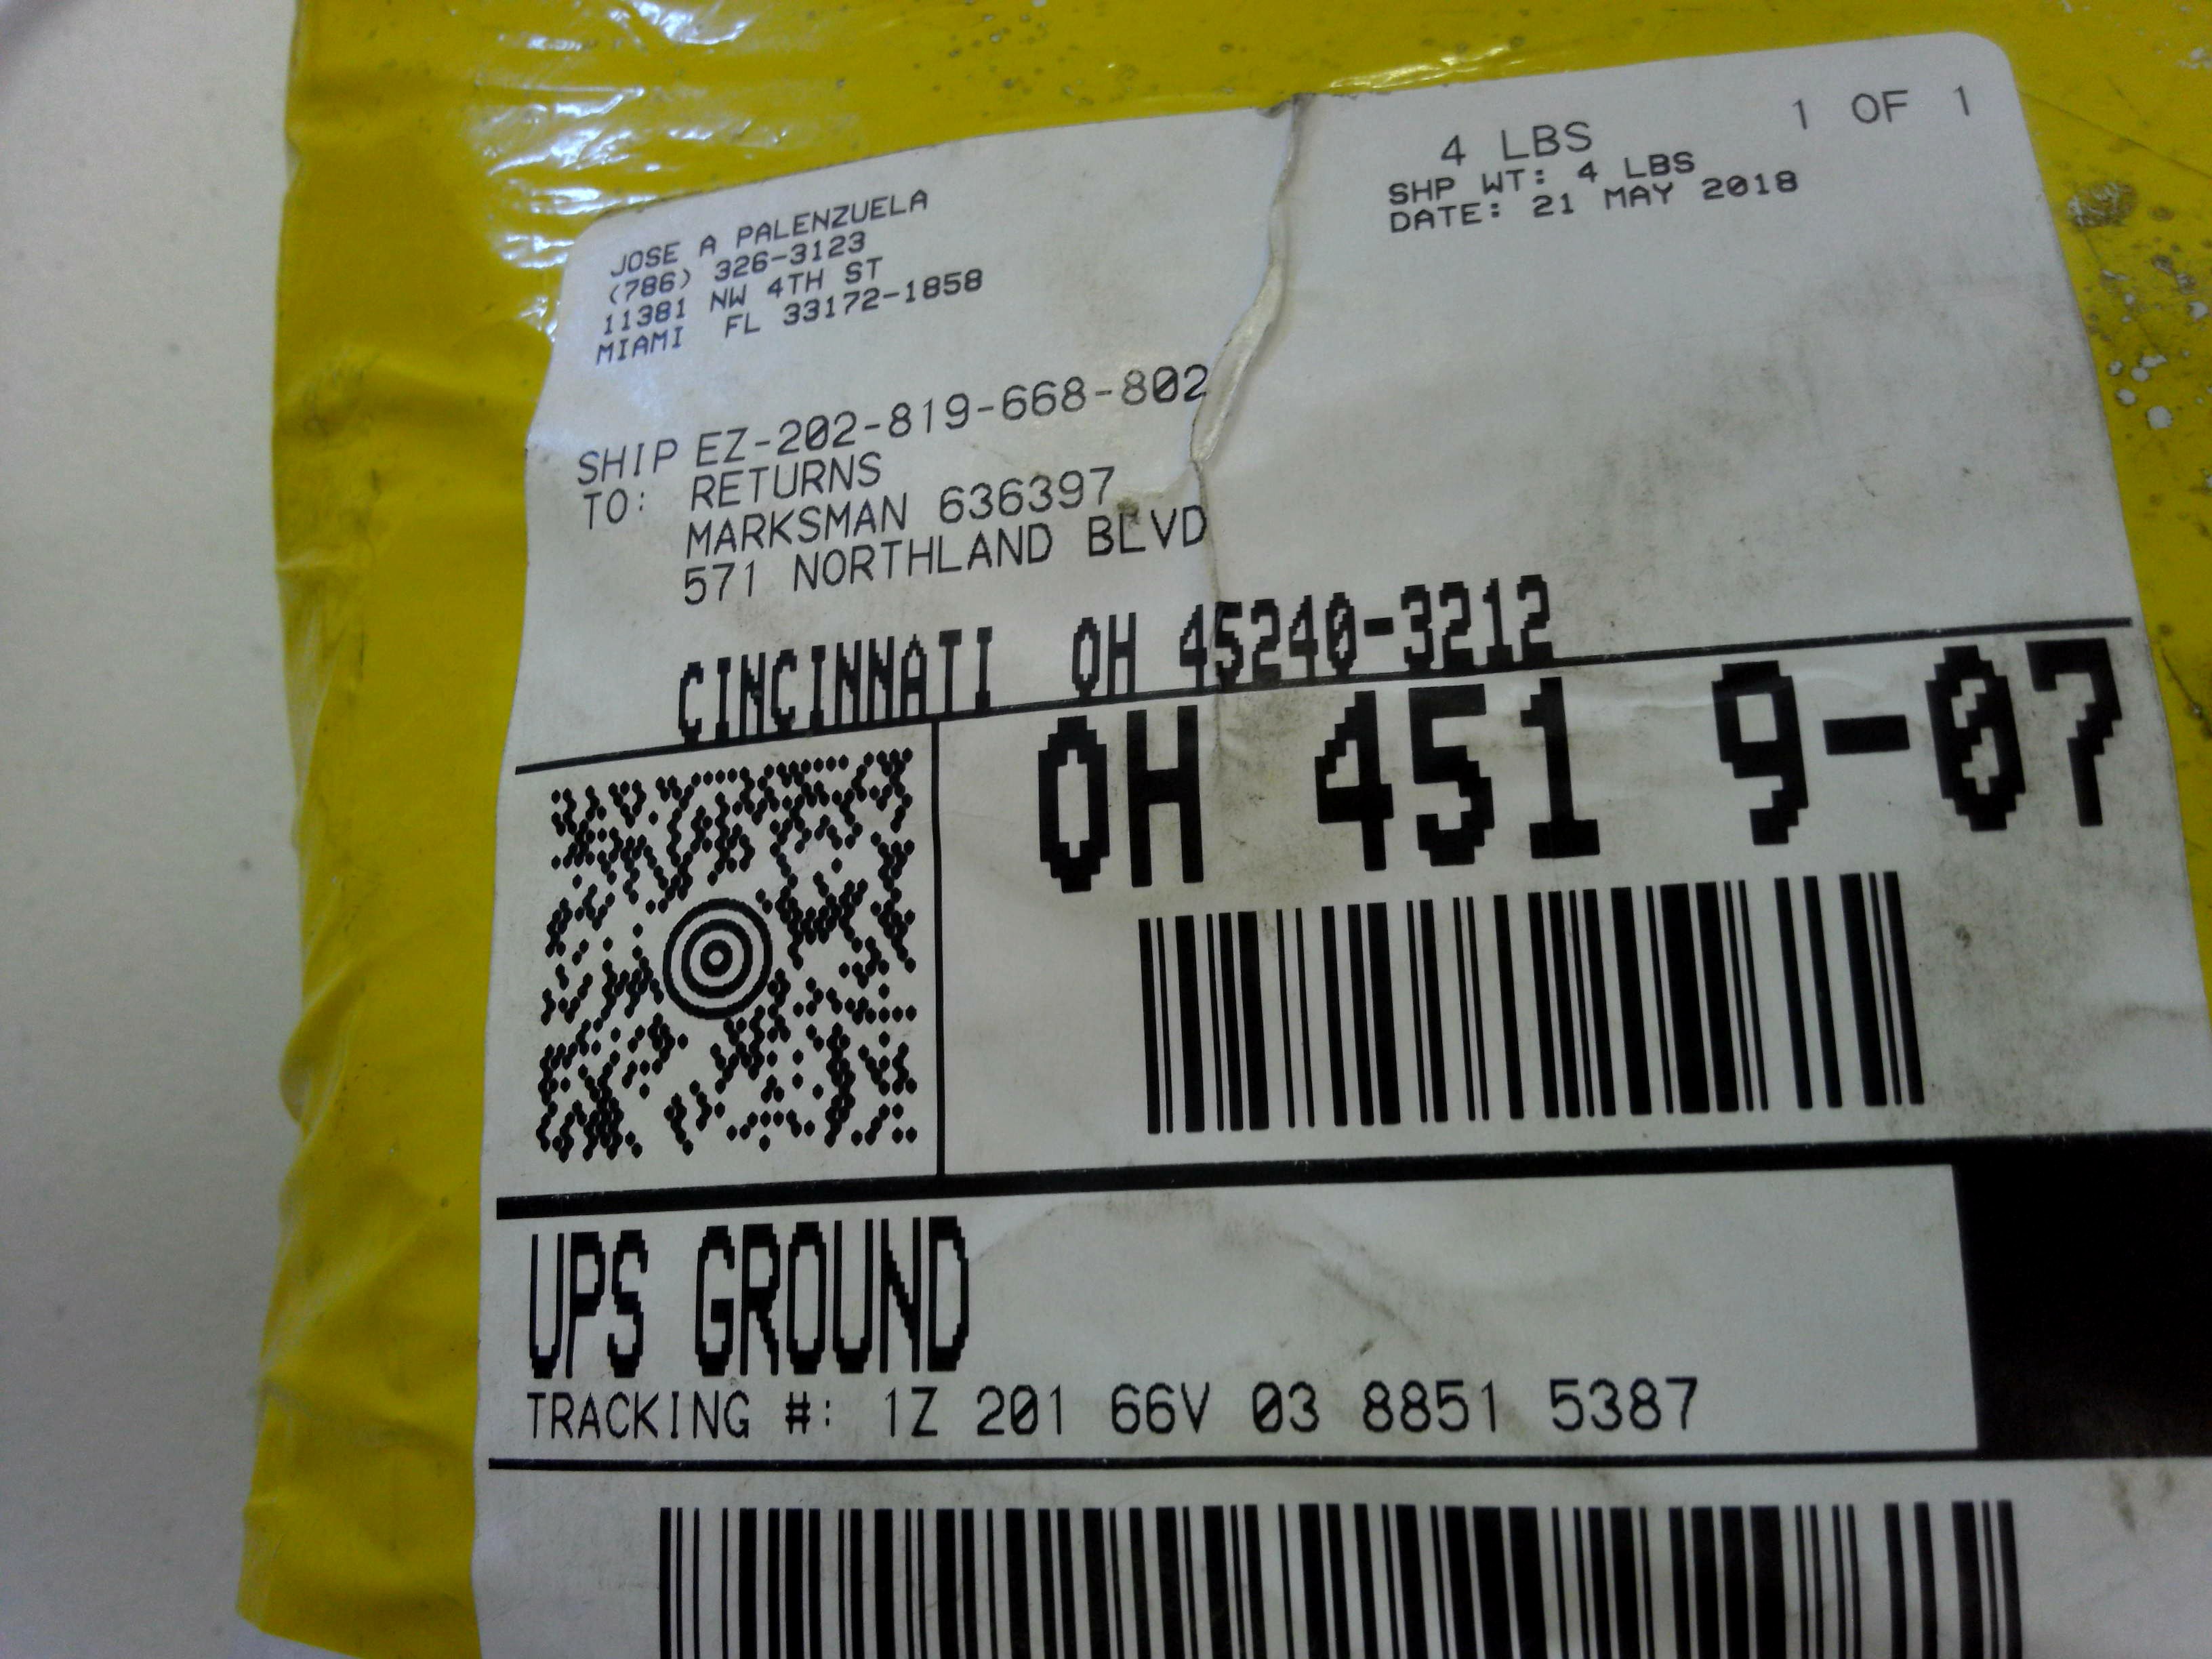 JOSE A PALENZUELA
(786) 326-3123
11381 NW 4TH ST
MIAMI FL 33172-1858
4 LBS
1 OF 1
SHP WT: 4 LBS
DATE: 21 MAY 2018
SHIP EZ-202-819-668-802
TO: RETURNS
MARKSMAN 636397
571 NORTHLAND BLVD
CINCINNATI OH 45240-3212
OH 451 9-07
UPS GROUND
TRACKING #: 1Z 201 66V 03 8851 5387